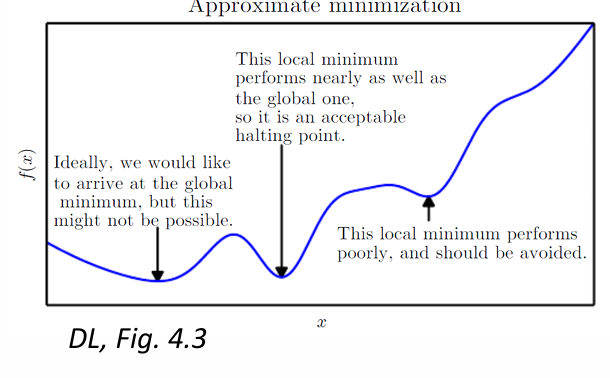 Approximate minimization
This local minimum
performs nearly as well as
the global one,
so it is an acceptable
halting point.
Ideally, we would like
to arrive at the global
minimum, but this
might not be possible.
This local minimum performs
poorly, and should be avoided.
f(x)
x
DL, Fig. 4.3